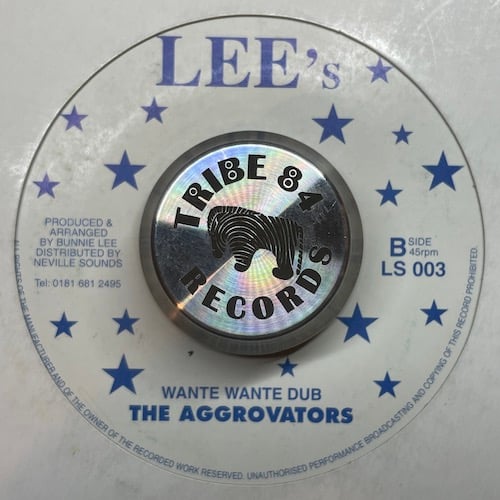 LEE's
TRIBE 84
RECORDS
PRODUCED &
ARRANGED
BY BUNNIE LEE
DISTRIBUTED BY
NEVILLE SOUNDS
Tel: 0181 681 2495
B SIDE
45rpm
LS 003
WANTE WANTE DUB
THE AGGROVATORS
ALL RIGHTS OF THE MANUFACTURER AND OF THE OWNER OF THE RECORDED WORK RESERVED. UNAUTHORISED PERFORMANCE BROADCASTING AND COPYING OF THIS RECORD PROHIBITED.